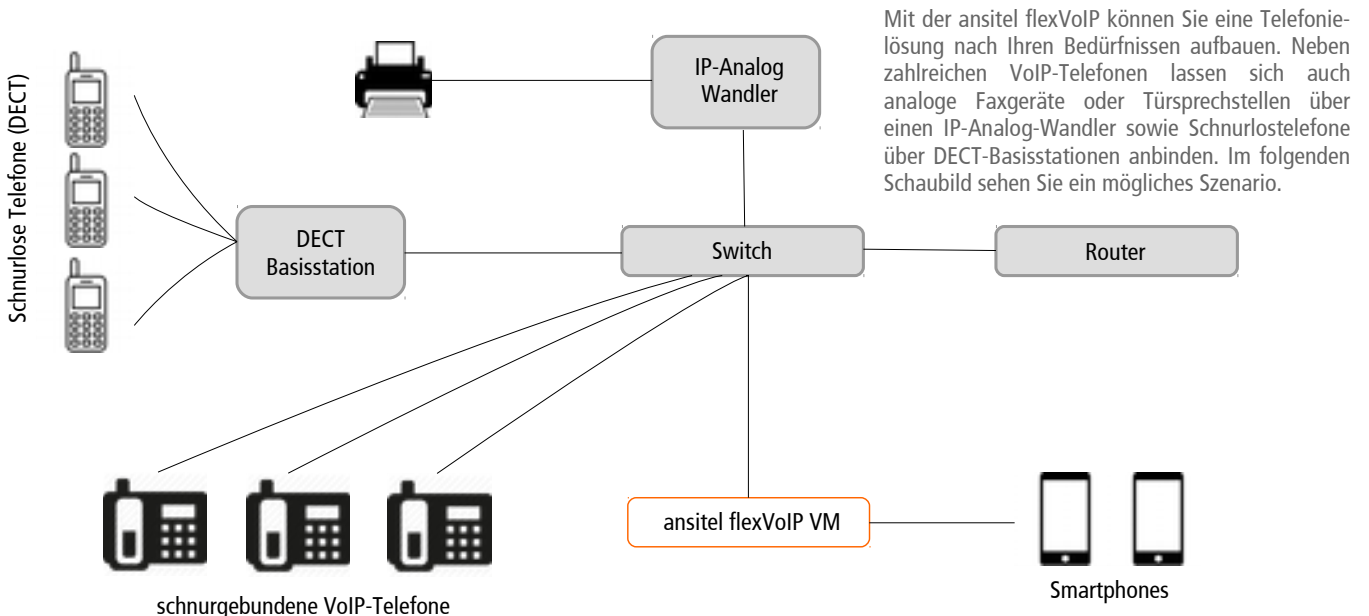 Mit der ansitel flexVoIP können Sie eine Telefonie-
lösung nach Ihren Bedürfnissen aufbauen. Neben
zahlreichen VoIP-Telefonen lassen sich auch
analoge Faxgeräte oder Türsprechstellen über
einen IP-Analog-Wandler sowie Schnurlostelefone
über DECT-Basisstationen anbinden. Im folgenden
Schaubild sehen Sie ein mögliches Szenario.
IP-Analog
Wandler
Schnurlose Telefone (DECT)
DECT
Basisstation
Switch
Router
ansitel flexVoIP VM
Smartphones
schnurgebundene VoIP-Telefone